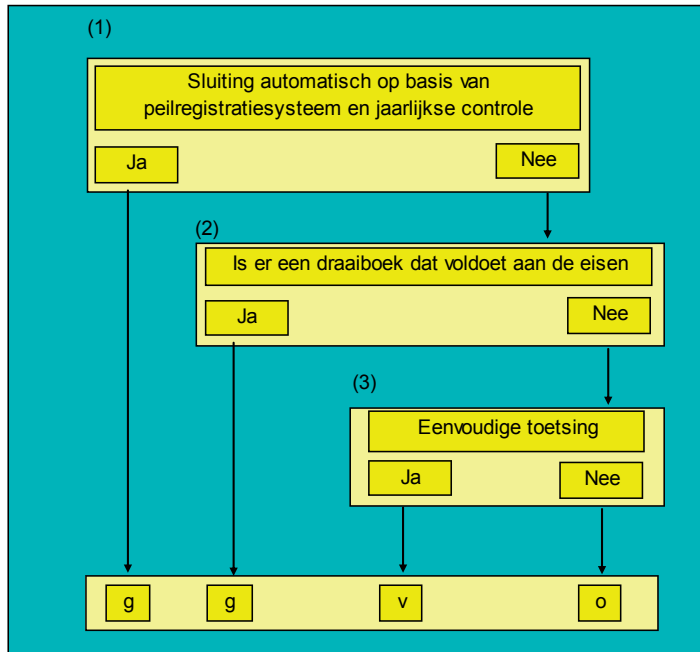 (1)
Sluiting automatisch op basis van
peilregistratiesysteem en jaarlijkse controle
Ja
Nee
(2)
Is er een draaiboek dat voldoet aan de eisen
Ja
Nee
(3)
Eenvoudige toetsing
Ja
Nee
g
g
v
o